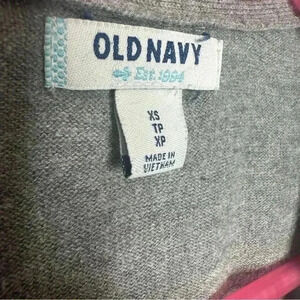 OLD NAVY
Est. 1994
XS
TP
XP
MADE IN
VIETNAM